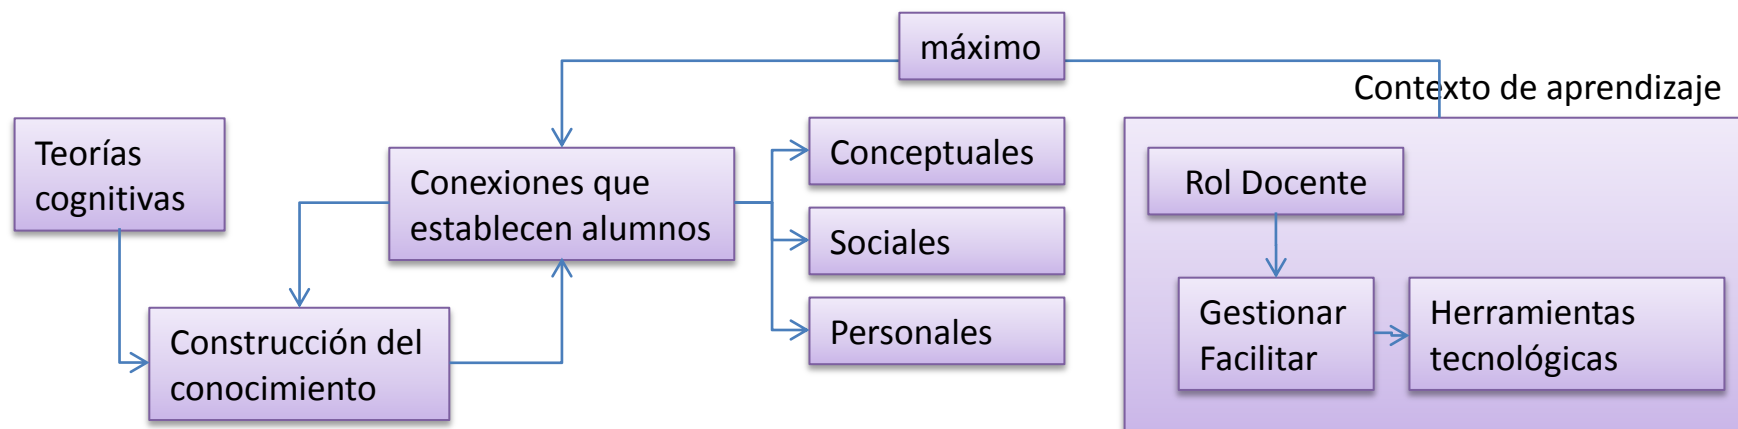 máximo
Contexto de aprendizaje
Teorías
cognitivas
Conexiones que
establecen alumnos
Conceptuales
Sociales
Personales
Rol Docente
Construcción del
conocimiento
Gestionar
Facilitar
Herramientas
tecnológicas